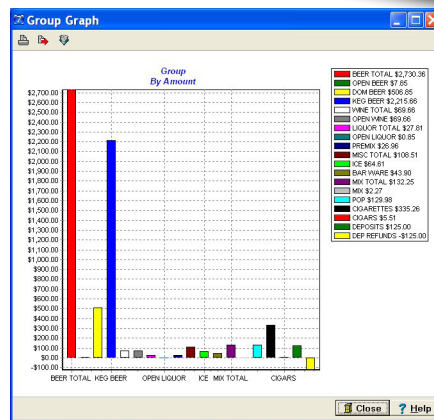 Group Graph
Group
By Amount
$2,700.00
$2,600.00
$2,500.00
$2,400.00
$2,300.00
$2,200.00
$2,100.00
$2,000.00
$1,900.00
$1,800.00
$1,700.00
$1,600.00
$1,500.00
$1,400.00
$1,300.00
$1,200.00
$1,100.00
$1,000.00
$900.00
$800.00
$700.00
$600.00
$500.00
$400.00
$300.00
$200.00
$100.00
$0.00
-$100.00
BEER TOTAL KEG BEER OPEN LIQUOR ICE MIX TOTAL CIGARS
BEER TOTAL $2,730.36
OPEN BEER $7.85
DOM BEER $506.85
KEG BEER $2,215.66
WINE TOTAL $69.66
OPEN WINE $69.66
LIQUOR TOTAL $27.81
OPEN LIQUOR $0.85
PREMIX $26.96
MISC TOTAL $108.51
ICE $64.61
BAR WARE $43.90
MIX TOTAL $132.25
MIX $2.27
POP $129.98
CIGARETTES $335.26
CIGARS $5.51
DEPOSITS $125.00
DEP REFUNDS -$125.00
Close
? Help